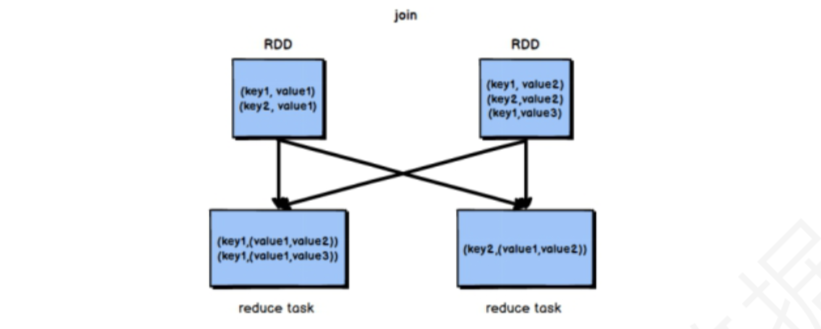 join
RDD
RDD
(key1, value1)
(key2, value1)
(key1, value2)
(key2,value2)
(key1,value3)
(key1,(value1,value2))
(key1,(value1,value3))
(key2,(value1,value2))
reduce task
reduce task
据